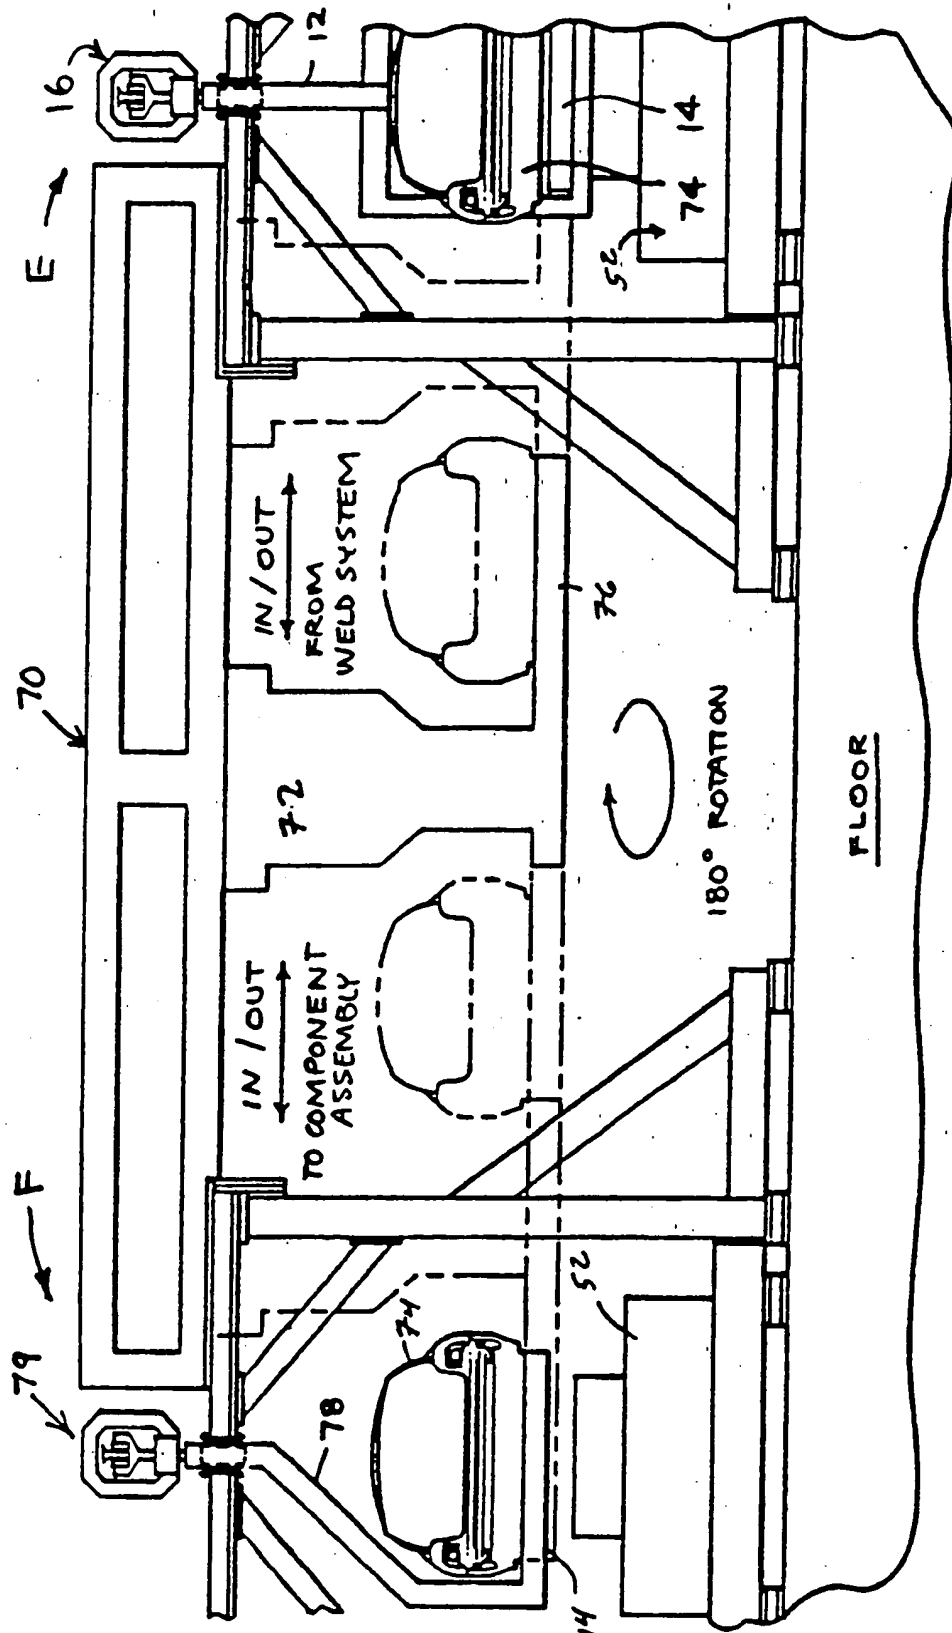 79
F
70
E
16
12
IN/OUT
TO COMPONENT
ASSEMBLY
72
IN/OUT
FROM
WELD SYSTEM
78
74
14
52
76
52
74
14
180° ROTATION
FLOOR